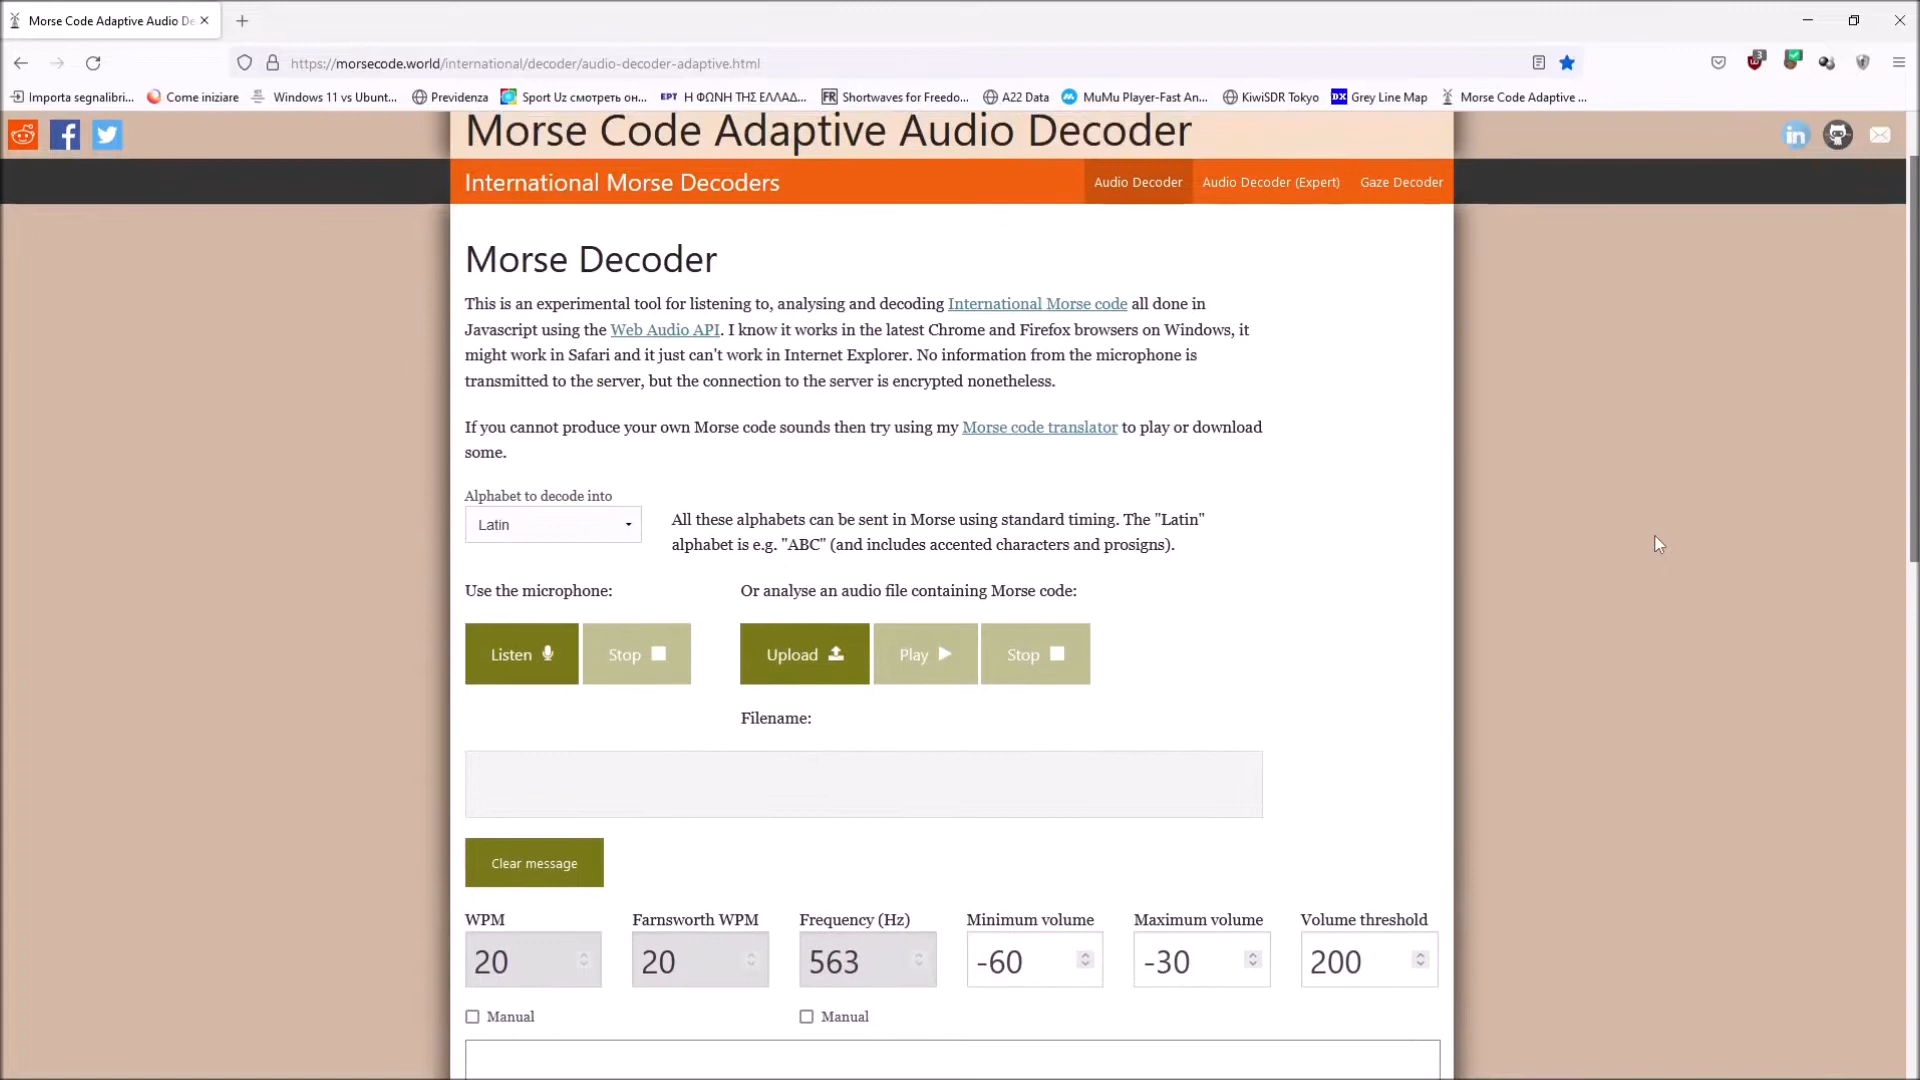 Morse Code Adaptive Audio De
https://morsecode.world/international/decoder/audio-decoder-adaptive.html
3
Importa segnalibri... Come iniziare Windows 11 vs Ubunt... Previdenza Sport Uz смотреть он... ΕΡΤ Η ΦΩΝΗ ΤΗΣ ΕΛΛΑΔ... FR Shortwaves for Freedo... A22 Data MuMu Player-Fast An... KiwiSDR Tokyo DX Grey Line Map Morse Code Adaptive ...
Morse Code Adaptive Audio Decoder
International Morse Decoders Audio Decoder Audio Decoder (Expert) Gaze Decoder
Morse Decoder
This is an experimental tool for listening to, analysing and decoding International Morse code all done in
Javascript using the Web Audio API. I know it works in the latest Chrome and Firefox browsers on Windows, it
might work in Safari and it just can't work in Internet Explorer. No information from the microphone is
transmitted to the server, but the connection to the server is encrypted nonetheless.
If you cannot produce your own Morse code sounds then try using my Morse code translator to play or download
some.
Alphabet to decode into
Latin
All these alphabets can be sent in Morse using standard timing. The "Latin"
alphabet is e.g. "ABC" (and includes accented characters and prosigns).
Use the microphone: Or analyse an audio file containing Morse code:
Listen Stop Upload Play Stop
Filename:
Clear message
WPM Farnsworth WPM Frequency (Hz) Minimum volume Maximum volume Volume threshold
20 20 563 -60 -30 200
Manual Manual